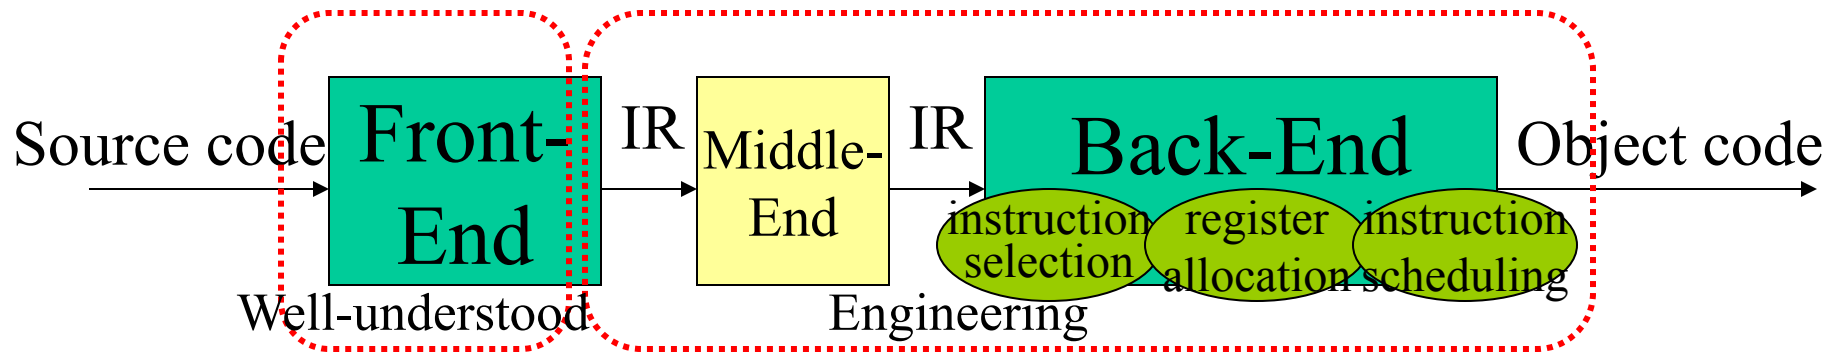 Source code
Front-
End
IR
Middle-
End
IR
Back-End
instruction
selection
register
allocation
instruction
scheduling
Object code
Well-understood
Engineering